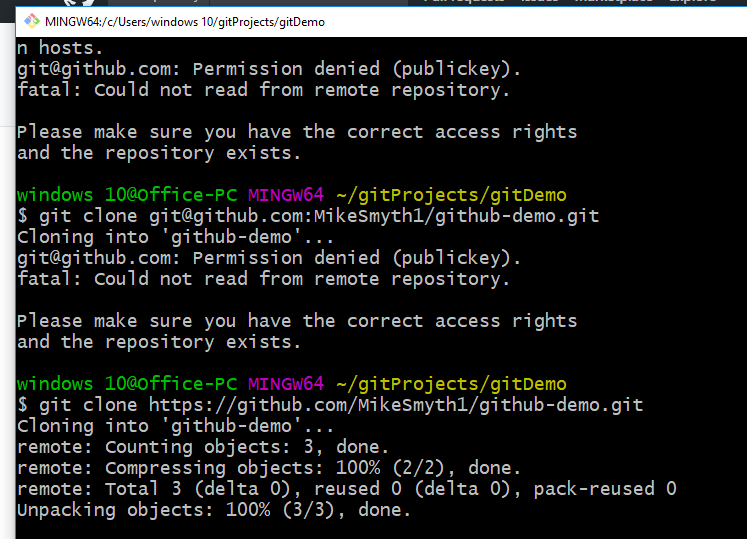 MINGW64:/c/Users/windows 10/gitProjects/gitDemo
n hosts.
git@github.com: Permission denied (publickey).
fatal: Could not read from remote repository.
Please make sure you have the correct access rights
and the repository exists.
windows 10@Office-PC MINGW64 ~/gitProjects/gitDemo
$ git clone git@github.com:MikeSmyth1/github-demo.git
Cloning into 'github-demo'...
git@github.com: Permission denied (publickey).
fatal: Could not read from remote repository.
Please make sure you have the correct access rights
and the repository exists.
windows 10@Office-PC MINGW64 ~/gitProjects/gitDemo
$ git clone https://github.com/MikeSmyth1/github-demo.git
Cloning into 'github-demo'...
remote: Counting objects: 3, done.
remote: Compressing objects: 100% (2/2), done.
remote: Total 3 (delta 0), reused 0 (delta 0), pack-reused 0
Unpacking objects: 100% (3/3), done.